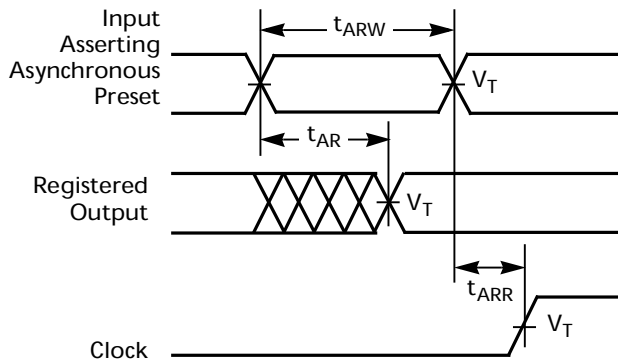 Input
Asserting
Asynchronous
Preset
tARW
VT
tAR
Registered
Output
VT
tARR
VT
Clock